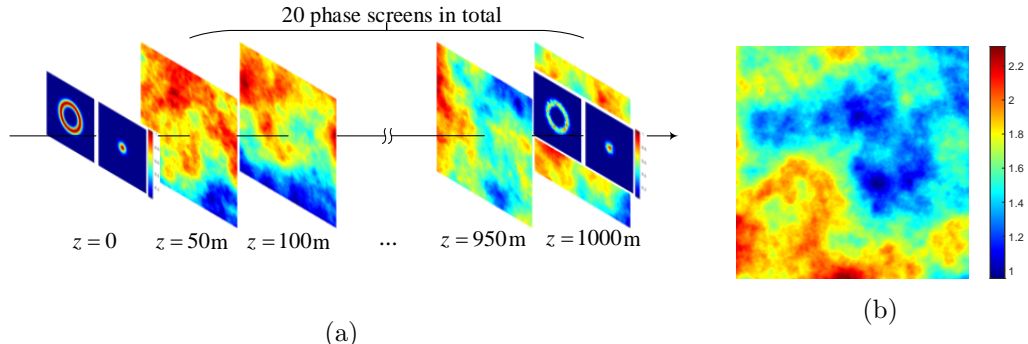 20 phase screens in total
z = 0
z = 50m
z = 100m
...
z = 950m
z = 1000m
(a)
2.2
2
1.8
1.6
1.4
1.2
1
(b)